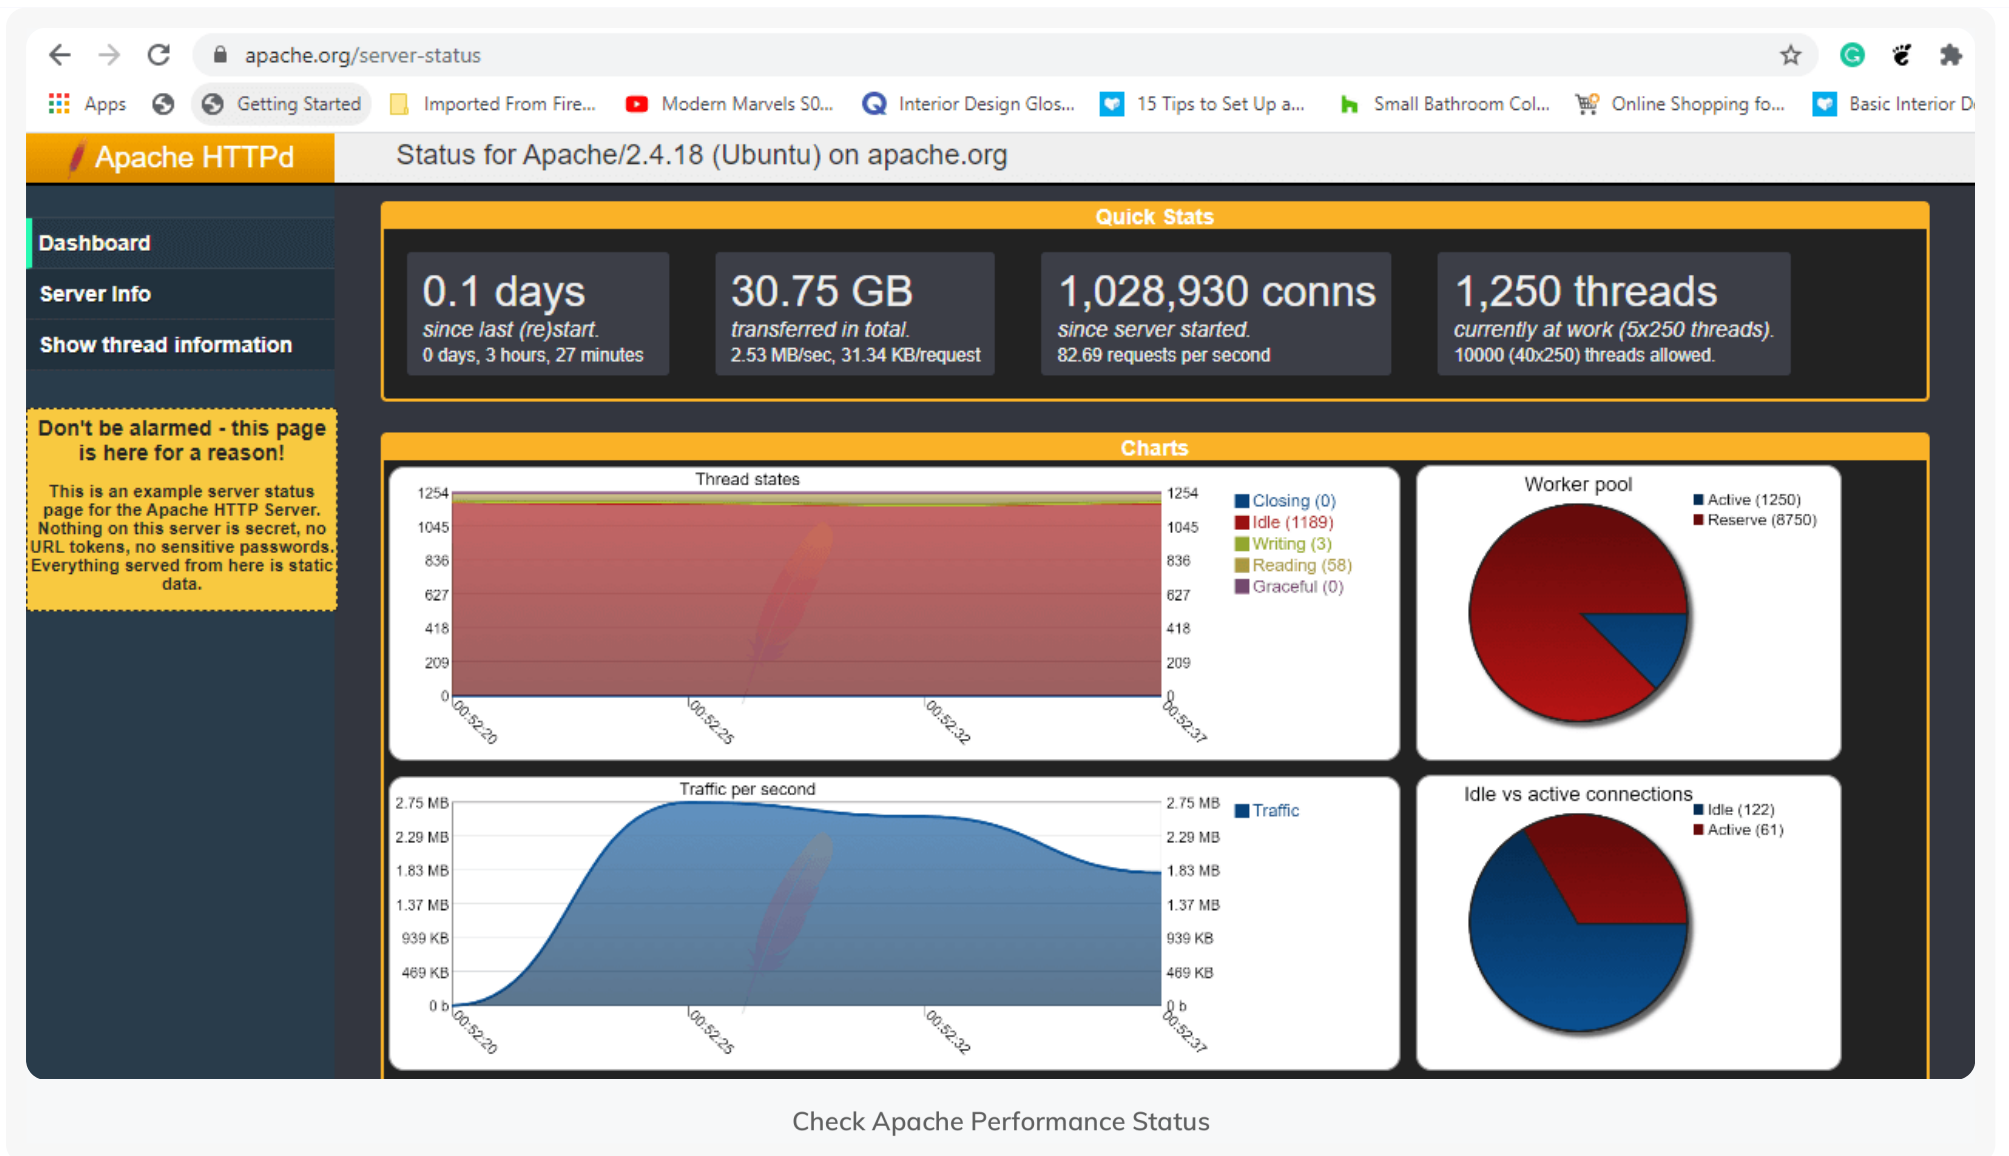 apache.org/server-status
Apps
Getting Started
Imported From Fire...
Modern Marvels S0...
Interior Design Glos...
15 Tips to Set Up a...
Small Bathroom Col...
Online Shopping fo...
Basic Interior
Apache HTTPd
Status for Apache/2.4.18 (Ubuntu) on apache.org
Dashboard
Server Info
Show thread information
Don't be alarmed - this page
is here for a reason!
This is an example server status
page for the Apache HTTP Server.
Nothing on this server is secret, no
URL tokens, no sensitive passwords.
Everything served from here is static
data.
Quick Stats
0.1 days
since last (re)start.
0 days, 3 hours, 27 minutes
30.75 GB
transferred in total.
2.53 MB/sec, 31.34 KB/request
1,028,930 conns
since server started.
82.69 requests per second
1,250 threads
currently at work (5x250 threads).
10000 (40x250) threads allowed.
Charts
Thread states
1254
1045
836
627
418
209
0
1254
1045
836
627
418
209
0
00:52:20
00:52:25
00:52:32
00:52:37
Closing (0)
Idle (1189)
Writing (3)
Reading (58)
Graceful (0)
Worker pool
Active (1250)
Reserve (8750)
Traffic per second
2.75 MB
2.29 MB
1.83 MB
1.37 MB
939 KB
469 KB
0 b
2.75 MB
2.29 MB
1.83 MB
1.37 MB
939 KB
469 KB
0 b
00:52:20
00:52:25
00:52:32
00:52:37
Traffic
Idle vs active connections
Idle (122)
Active (61)
Check Apache Performance Status